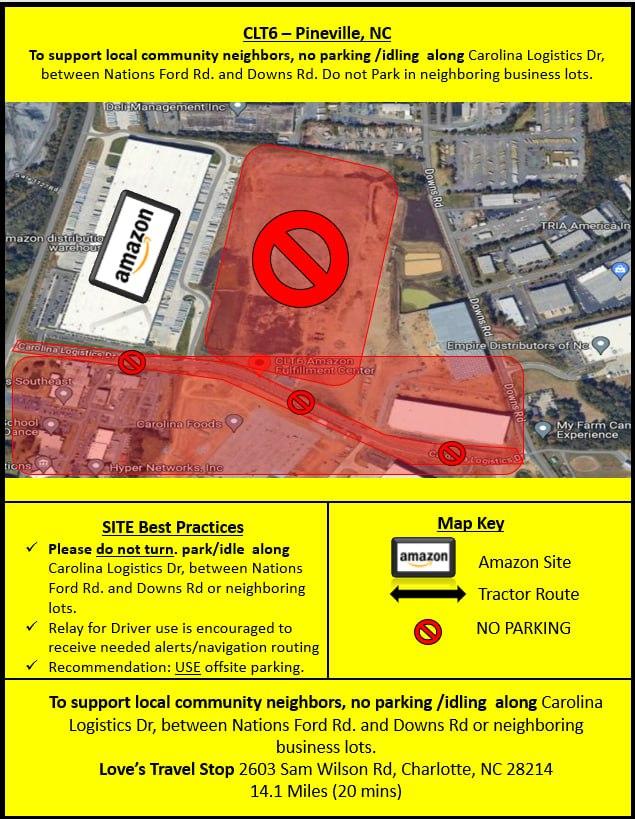 CLT6 – Pineville, NC
To support local community neighbors, no parking /idling along Carolina Logistics Dr,
between Nations Ford Rd. and Downs Rd. Do not Park in neighboring business lots.
Deli Management Inc
Downs Rd
TRIA America In
amazon
mazon distributio
warehouse
Downs Rd
Empire Distributors of Nc
Carolina Logistics Dr
CLT6 Amazon
Fulfillment Center
s Southeast
Downs Rd
School
Dance
Carolina Foods
My Farm Cam
Experience
tions
Hyper Networks, Inc
Logistics D
SITE Best Practices
✓ Please do not turn. park/idle along
Carolina Logistics Dr, between Nations
Ford Rd. and Downs Rd or neighboring
lots.
✓ Relay for Driver use is encouraged to
receive needed alerts/navigation routing
✓ Recommendation: USE offsite parking.
Map Key
amazon
Amazon Site
Tractor Route
NO PARKING
To support local community neighbors, no parking /idling along Carolina
Logistics Dr, between Nations Ford Rd. and Downs Rd or neighboring
business lots.
Love’s Travel Stop 2603 Sam Wilson Rd, Charlotte, NC 28214
14.1 Miles (20 mins)